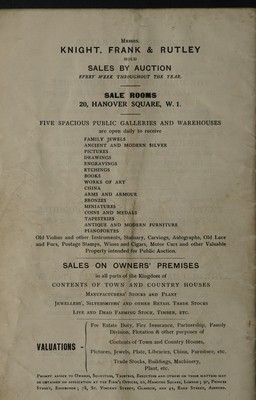 Messrs.
KNIGHT, FRANK & RUTLEY
HOLD
SALES BY AUCTION
EVERY WEEK THROUGHOUT THE YEAR.
SALE ROOMS
20, HANOVER SQUARE, W. 1.
FIVE SPACIOUS PUBLIC GALLERIES AND WAREHOUSES
are open daily to receive
FAMILY JEWELS
ANCIENT AND MODERN SILVER
PICTURES
DRAWINGS
ENGRAVINGS
ETCHINGS
BOOKS
WORKS OF ART
CHINA
ARMS AND ARMOUR
BRONZES
MINIATURES
COINS AND MEDALS
TAPESTRIES
ANTIQUE AND MODERN FURNITURE
PIANOFORTES
Old Violins and other Instruments, Statuary, Carvings, Autographs, Old Lace
and Furs, Postage Stamps, Wines and Cigars, Motor Cars and other Valuable
Property intended for Public Auction.
SALES ON OWNERS' PREMISES
in all parts of the Kingdom of
CONTENTS OF TOWN AND COUNTRY HOUSES
MANUFACTURERS' STOCKS AND PLANT
JEWELLERS', SILVERSMITHS' AND OTHER RETAIL TRADE STOCKS
LIVE AND DEAD FARMING STOCK, TIMBER, ETC.
VALUATIONS -
For Estate Duty, Fire Insurance, Partnership, Family
Division, Probate & other purposes of
Contents of Town and Country Houses,
Pictures, Jewels, Plate, Libraries, China, Furniture, etc.
Trade Stocks, Buildings, Machinery,
Plant, etc.